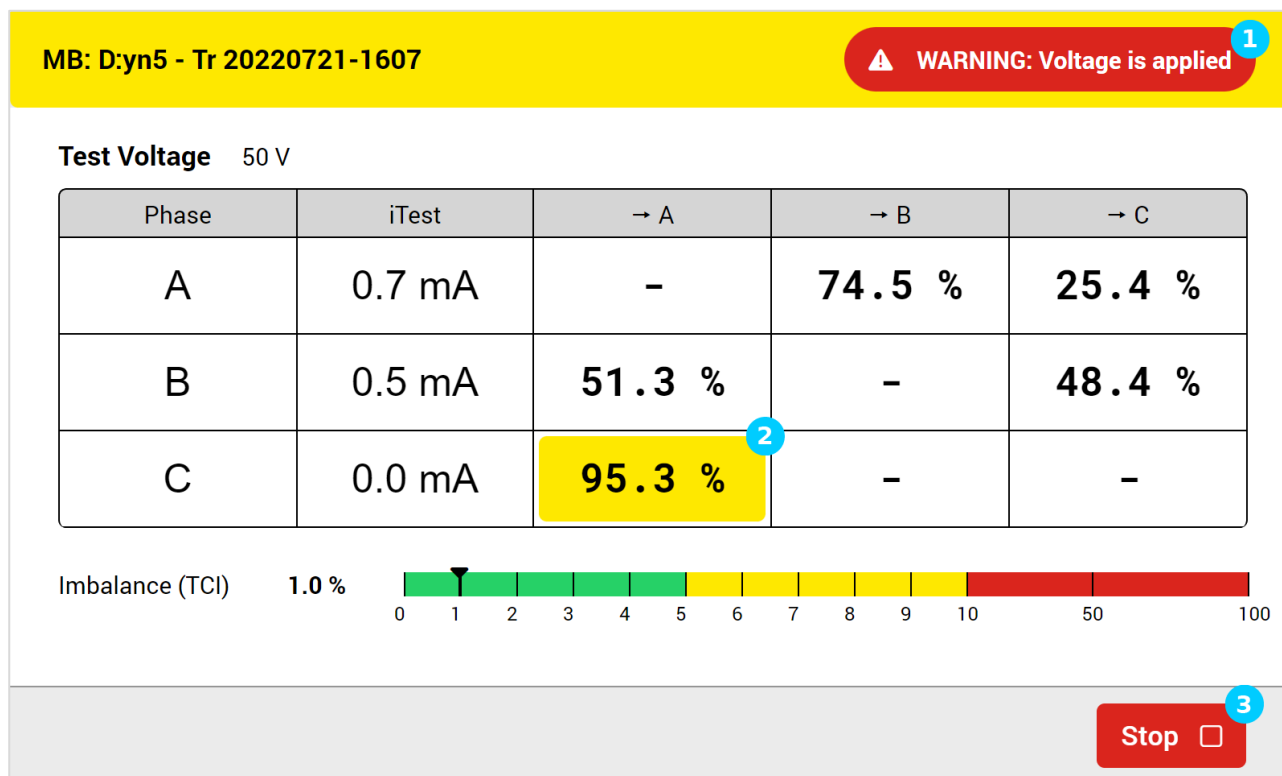 MB: D:yn5 - Tr 20220721-1607
WARNING: Voltage is applied
1
Test Voltage 50 V
Phase iTest → A → B → C
A 0.7 mA - 74.5 % 25.4 %
B 0.5 mA 51.3 % - 48.4 %
2
C 0.0 mA 95.3 % - -
Imbalance (TCI) 1.0 %
0 1 2 3 4 5 6 7 8 9 10 50 100
3
Stop